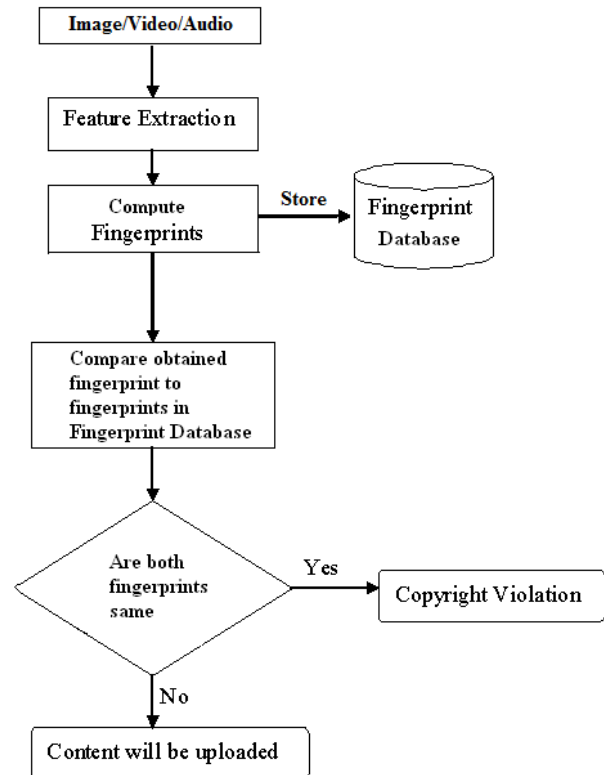 Image/Video/Audio
Feature Extraction
Compute
Fingerprints
Store
Fingerprint
Database
Compare obtained
fingerprint to
fingerprints in
Fingerprint Database
Are both
fingerprints
same
Yes
Copyright Violation
No
Content will be uploaded